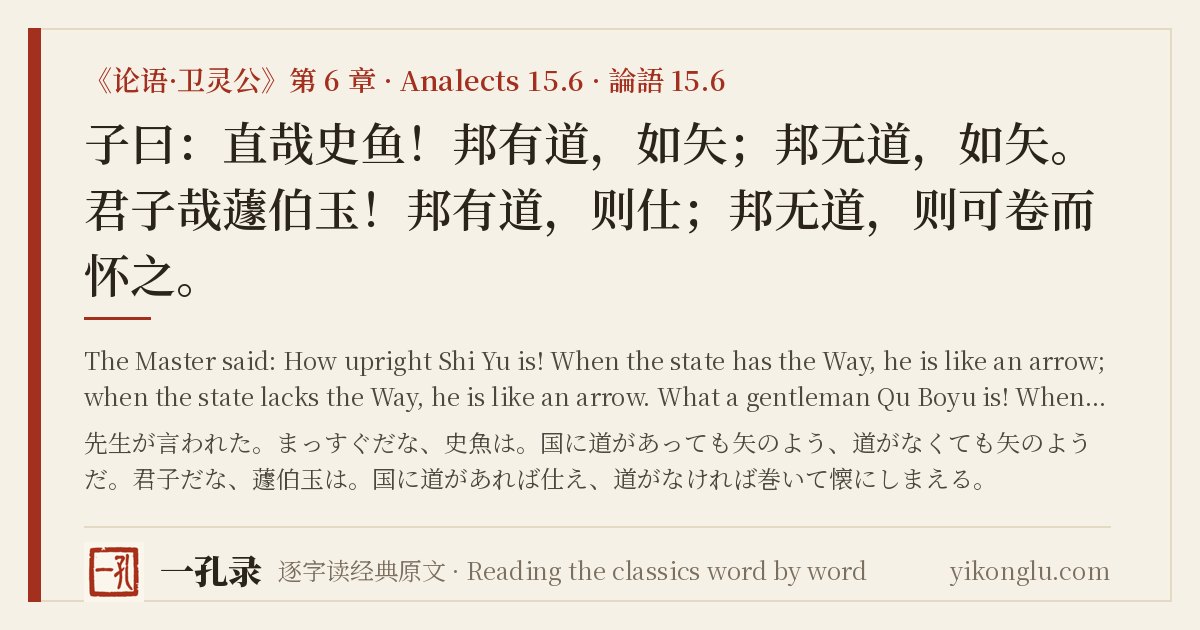 《论语·卫灵公》第 6 章 · Analects 15.6 · 論語 15.6
子曰：直哉史鱼！邦有道，如矢；邦无道，如矢。
君子哉蘧伯玉！邦有道，则仕；邦无道，则可卷而
怀之。
The Master said: How upright Shi Yu is! When the state has the Way, he is like an arrow;
when the state lacks the Way, he is like an arrow. What a gentleman Qu Boyu is! When...
先生が言われた。まっすぐだな、史魚は。国に道があっても矢のよう、道がなくても矢のよう
だ。君子だな、蘧伯玉は。国に道があれば仕え、道がなければ巻いて懐にしまえる。
一孔 一孔录 逐字读经典原文 · Reading the classics word by word yikonglu.com